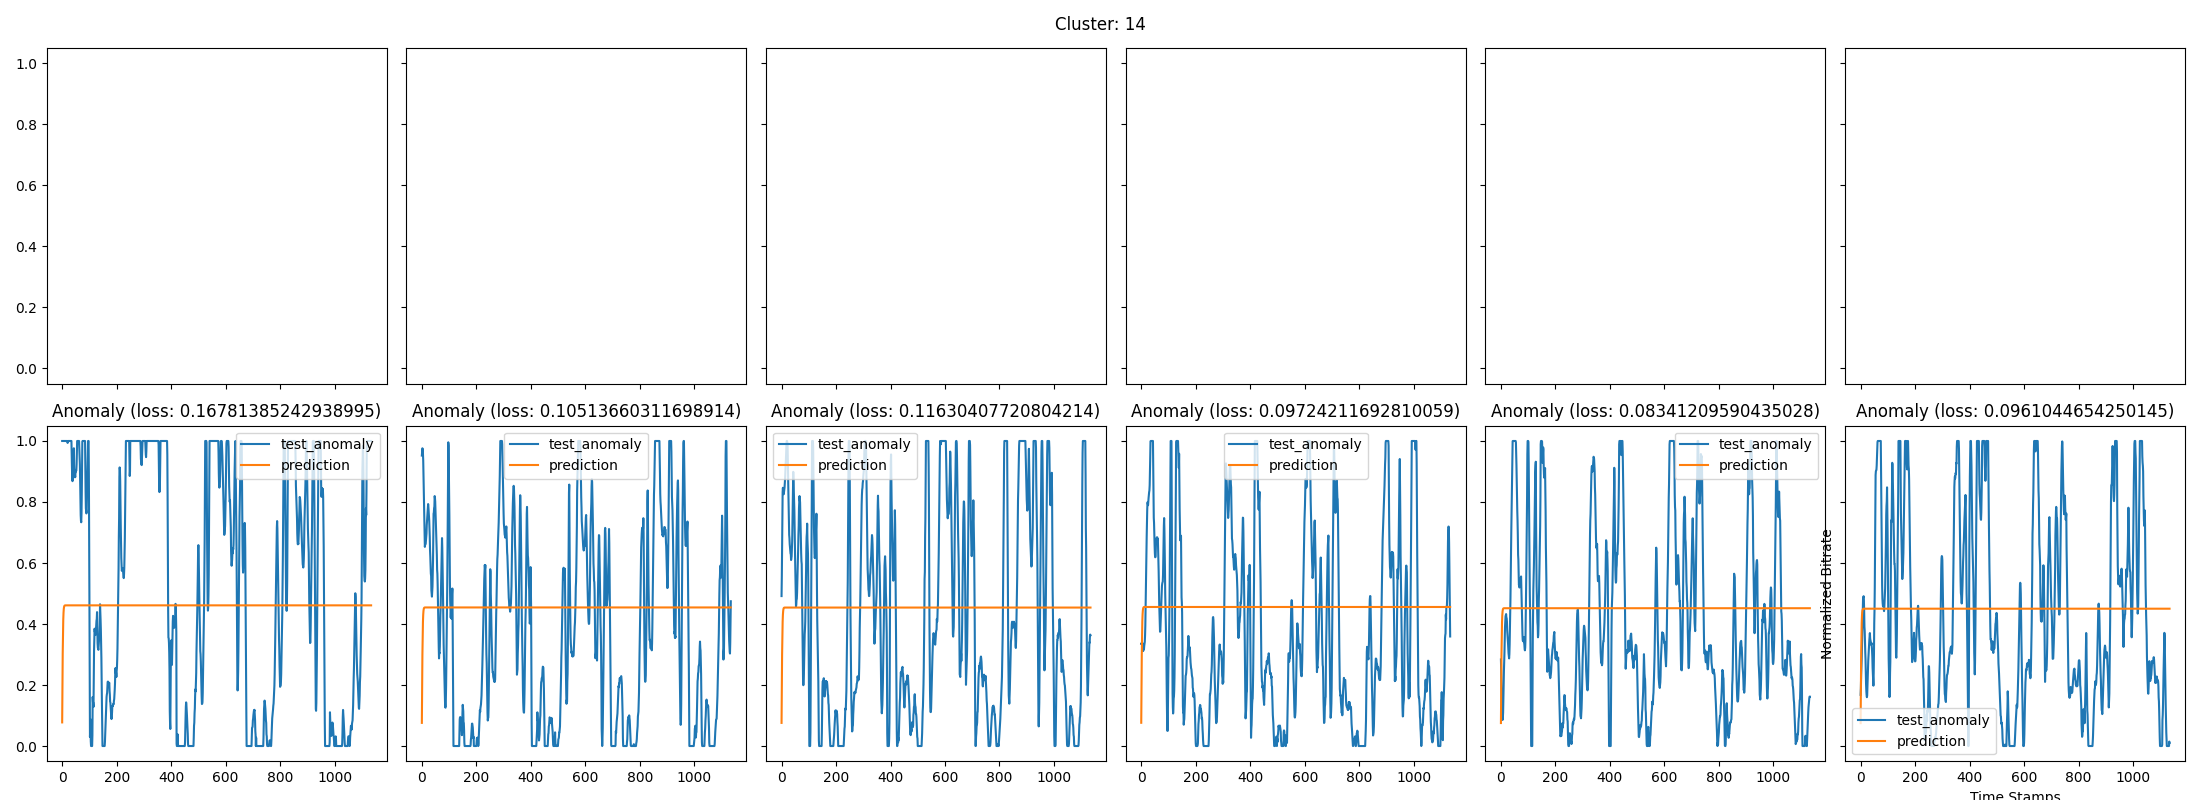 Cluster: 14
1.0
0.8
0.6
0.4
0.2
0.0
Anomaly (loss: 0.16781385242938995)
Anomaly (loss: 0.10513660311698914)
Anomaly (loss: 0.11630407720804214)
Anomaly (loss: 0.09724211692810059)
Anomaly (loss: 0.08341209590435028)
Anomaly (loss: 0.0961044654250145)
1.0
0.8
0.6
0.4
0.2
0.0
test_anomaly
prediction
test_anomaly
prediction
test_anomaly
prediction
test_anomaly
prediction
test_anomaly
prediction
test_anomaly
prediction
Normalized Bitrate
0 200 400 600 800 1000
0 200 400 600 800 1000
0 200 400 600 800 1000
0 200 400 600 800 1000
0 200 400 600 800 1000
0 200 400 600 800 1000
Time Stamps